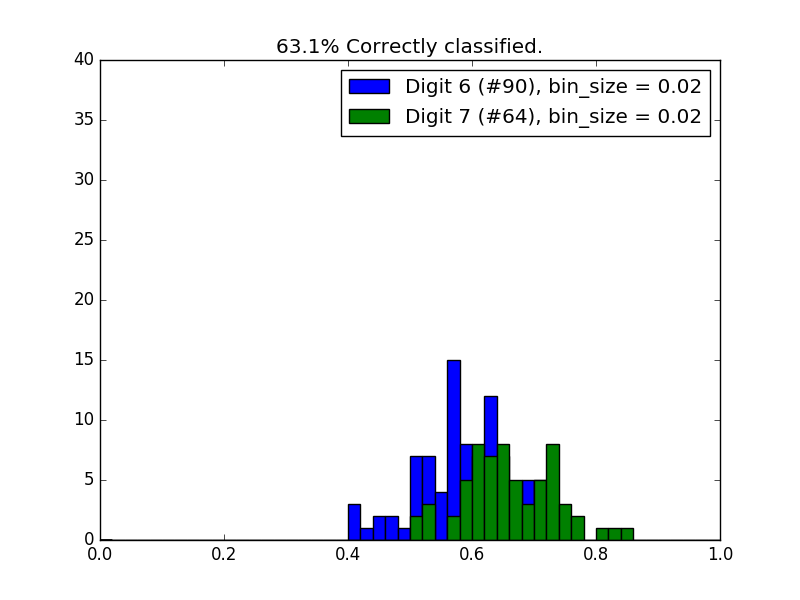 63.1% Correctly classified.
40
Digit 6 (#90), bin_size = 0.02
Digit 7 (#64), bin_size = 0.02
35
30
25
20
15
10
5
0
0.0 0.2 0.4 0.6 0.8 1.0